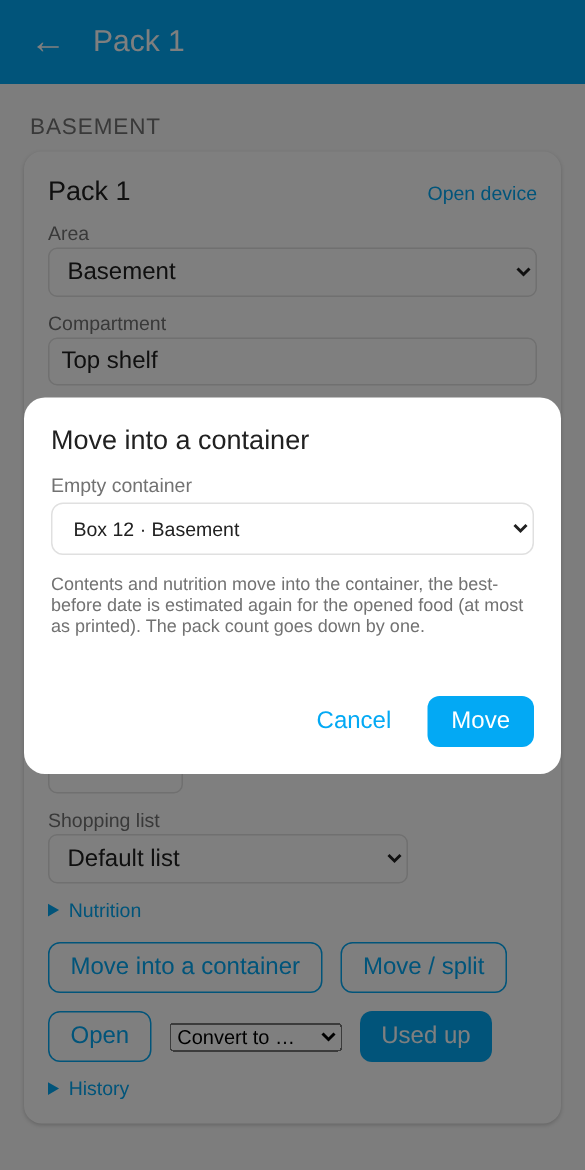 ← Pack 1
BASEMENT
Pack 1
Open device
Area
Basement
Compartment
Top shelf
Move into a container
Empty container
Box 12 · Basement
Contents and nutrition move into the container, the best-
before date is estimated again for the opened food (at most
as printed). The pack count goes down by one.
Cancel
Move
Shopping list
Default list
Nutrition
Move into a container
Move / split
Open
Convert to …
Used up
History